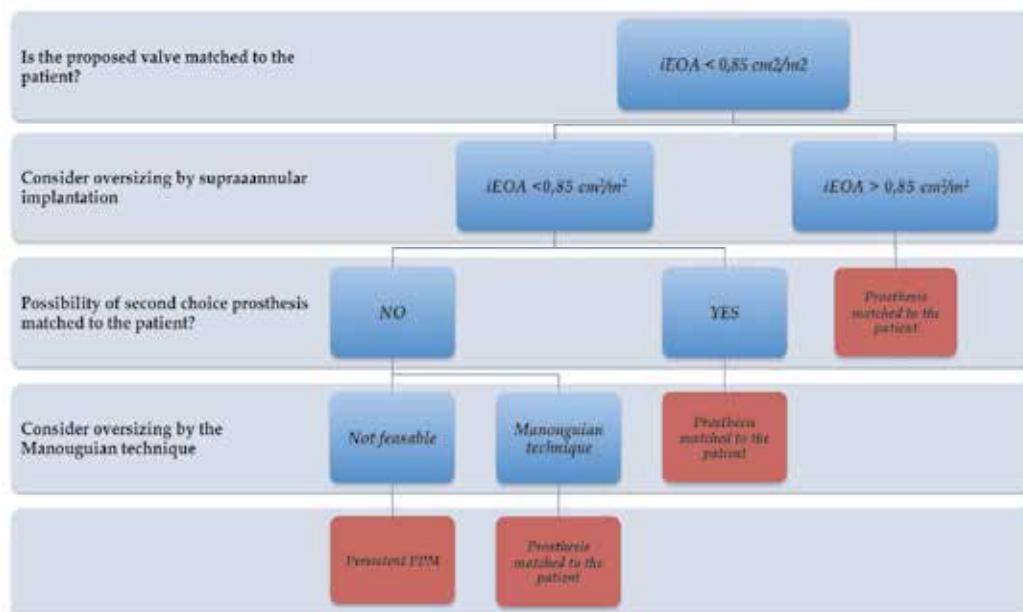 Is the proposed valve matched to the
patient?
iEOA < 0,85 cm2/m2
Consider oversizing by supraaannular
implantation
iEOA <0,85 cm²/m²
iEOA > 0,85 cm²/m²
Possibility of second choice prosthesis
matched to the patient?
NO
YES
Prosthesis
matched to the
patient
Consider oversizing by the
Manouguian technique
Not feasable
Manouguian
technique
Prosthesis
matched to the
patient
Persistent PPM
Prosthesis
matched to the
patient